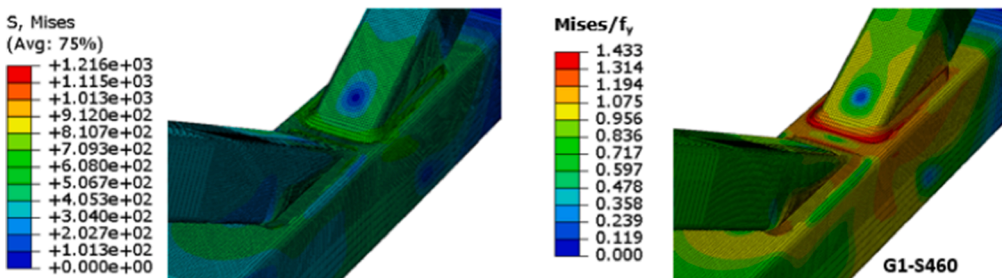 S, Mises
(Avg: 75%)
+1.216e+03
+1.115e+03
+1.013e+03
+9.120e+02
+8.107e+02
+7.093e+02
+6.080e+02
+5.067e+02
+4.053e+02
+3.040e+02
+2.027e+02
+1.013e+02
+0.000e+00
Mises/fy
1.433
1.314
1.194
1.075
0.956
0.836
0.717
0.597
0.478
0.358
0.239
0.119
0.000
G1-S460